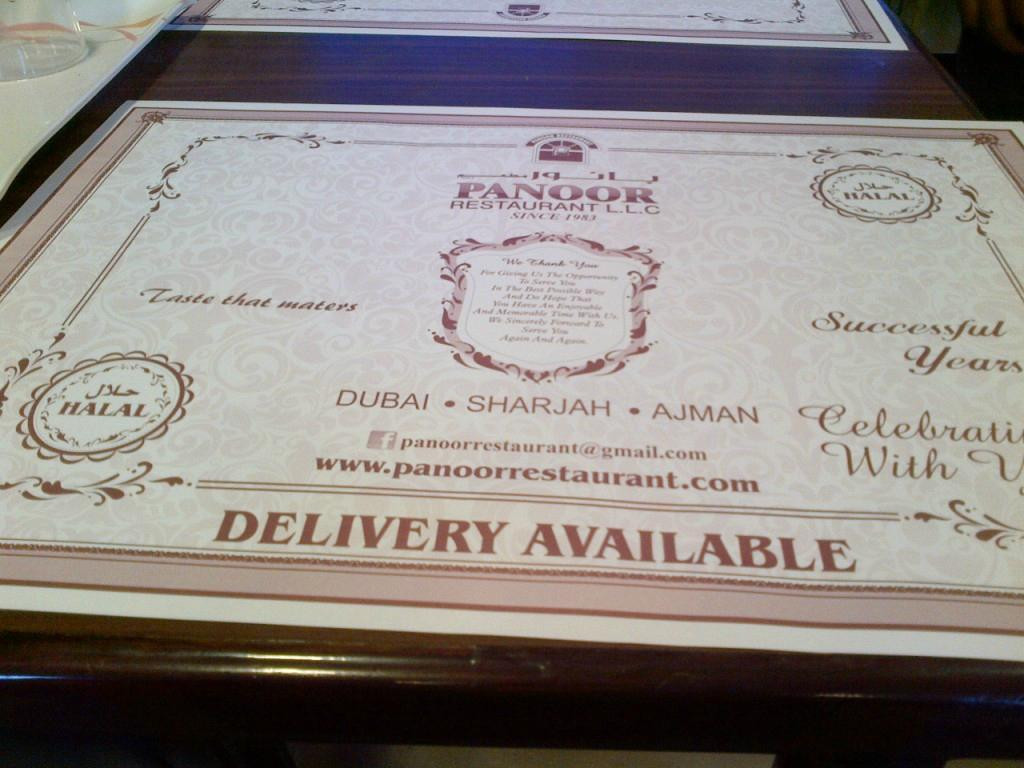 بانور
PANOOR
RESTAURANT L.L.C
SINCE 1983
حلال
HALAL
We Thank You
For Giving Us The Opportunity
To Serve You
In The Best Possible Way
And Do Hope That
You Have An Enjoyable
And Memorable Time With Us.
We Sincerely Forward To
Serve You
Again And Again.
Taste that maters
Successful
Years
حلال
HALAL
DUBAI • SHARJAH • AJMAN
Celebrati
With Y
f panoorrestaurant@gmail.com
www.panoorrestaurant.com
DELIVERY AVAILABLE